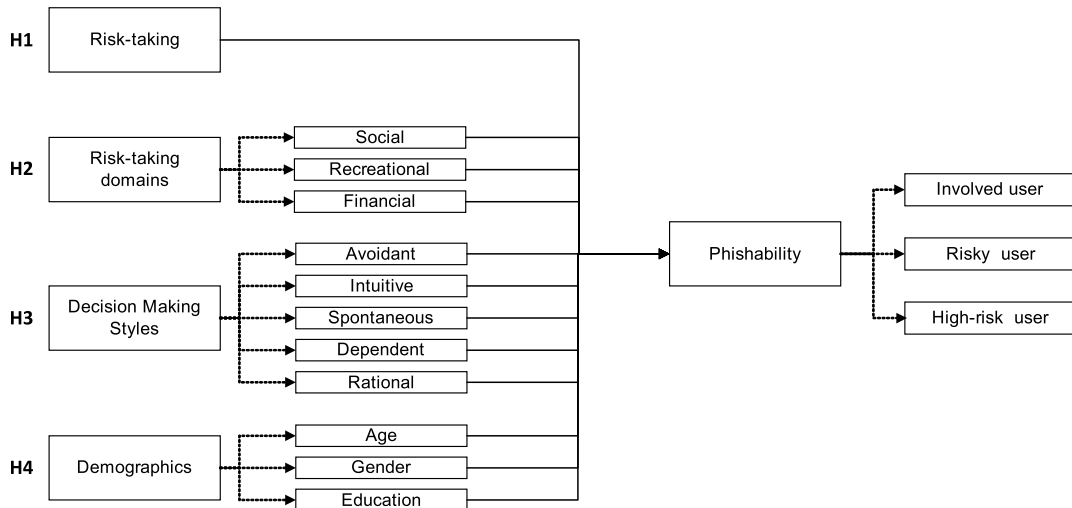 H1
Risk-taking
H2
Risk-taking
domains
Social
Recreational
Financial
H3
Decision Making
Styles
Avoidant
Intuitive
Spontaneous
Dependent
Rational
H4
Demographics
Age
Gender
Education
Phishability
Involved user
Risky user
High-risk user